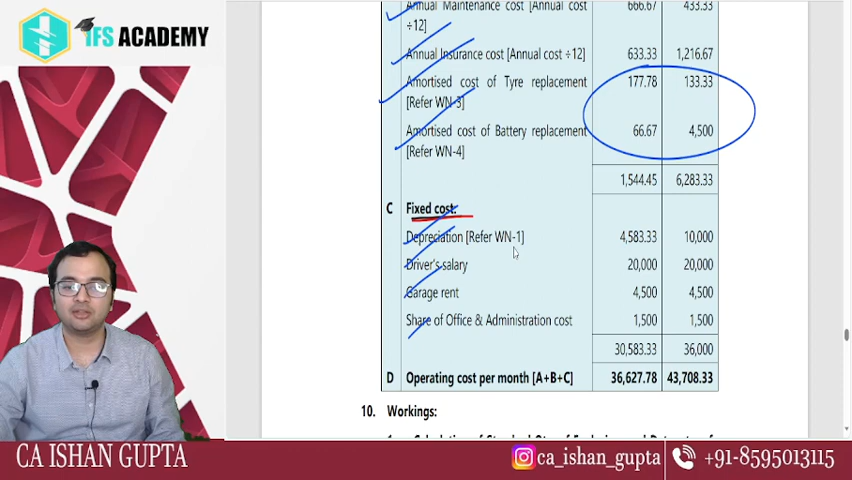 IFS ACADEMY
Annual Maintenance cost [Annual cost 666.67 433.33
÷12]
Annual Insurance cost [Annual cost ÷12] 633.33 1,216.67
Amortised cost of Tyre replacement 177.78 133.33
[Refer WN-3]
Amortised cost of Battery replacement 66.67 4,500
[Refer WN-4]
1,544.45 6,283.33
C Fixed cost:
Depreciation [Refer WN-1] 4,583.33 10,000
Driver's salary 20,000 20,000
Garage rent 4,500 4,500
Share of Office & Administration cost 1,500 1,500
30,583.33 36,000
D Operating cost per month [A+B+C] 36,627.78 43,708.33
10. Workings:
CA ISHAN GUPTA
ca_ishan_gupta
+91-8595013115